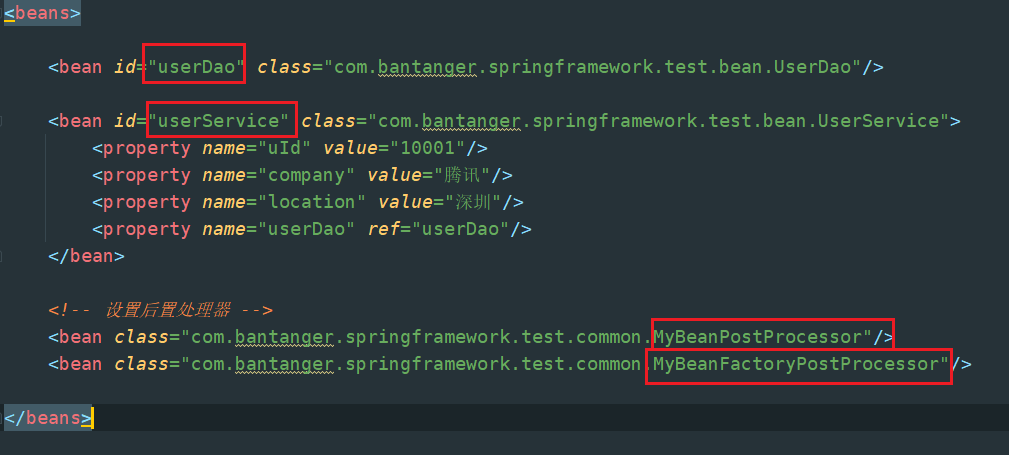 <beans>
<bean id="userDao" class="com.bantanger.springframework.test.bean.UserDao"/>
<bean id="userService" class="com.bantanger.springframework.test.bean.UserService">
<property name="uId" value="10001"/>
<property name="company" value="腾讯"/>
<property name="location" value="深圳"/>
<property name="userDao" ref="userDao"/>
</bean>
<!-- 设置后置处理器 -->
<bean class="com.bantanger.springframework.test.common.MyBeanPostProcessor"/>
<bean class="com.bantanger.springframework.test.common.MyBeanFactoryPostProcessor"/>
</beans>